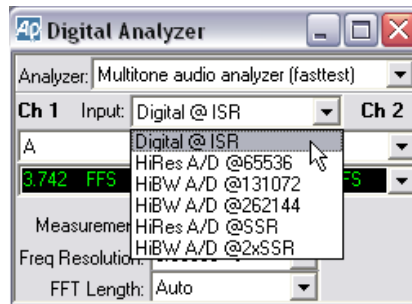 Ap Digital Analyzer
Analyzer: Multitone audio analyzer (fasttest)
Ch 1 Input: Digital @ ISR Ch 2
A
Digital @ ISR
HiRes A/D @65536
3.742 FFS FS
HiBW A/D @131072
HiBW A/D @262144
HiRes A/D @SSR
HiBW A/D @2xSSR
Measuremen
Freq Resolution:
FFT Length: Auto